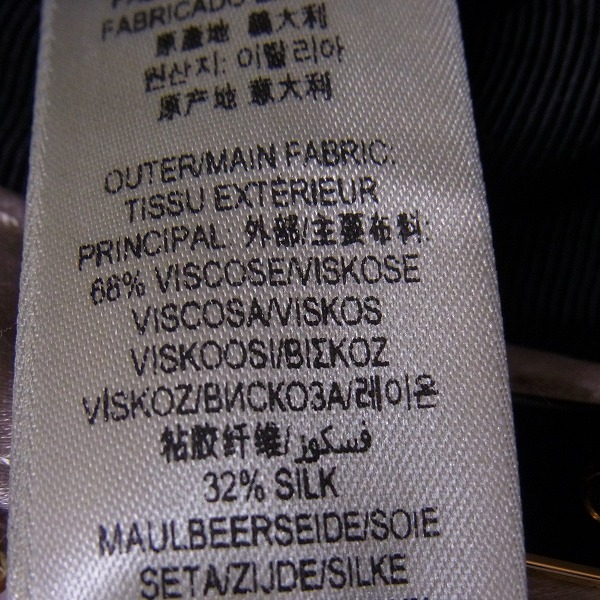 FABRICADO
原產地 義大利
원산지: 이탈리아
原产地 意大利
OUTER/MAIN FABRIC:
TISSU EXTERIEUR
PRINCIPAL: 外部/主要布料:
68% VISCOSE/VISKOSE
VISCOSA/VISKOS
VISKOOSI/ΒΙΣΚΟΖ
VİSKOZ/ВИСКОЗА/레이온
粘胶纤维/فسكوز
32% SILK
MAULBEERSEIDE/SOIE
SETA/ZIJDE/SILKE